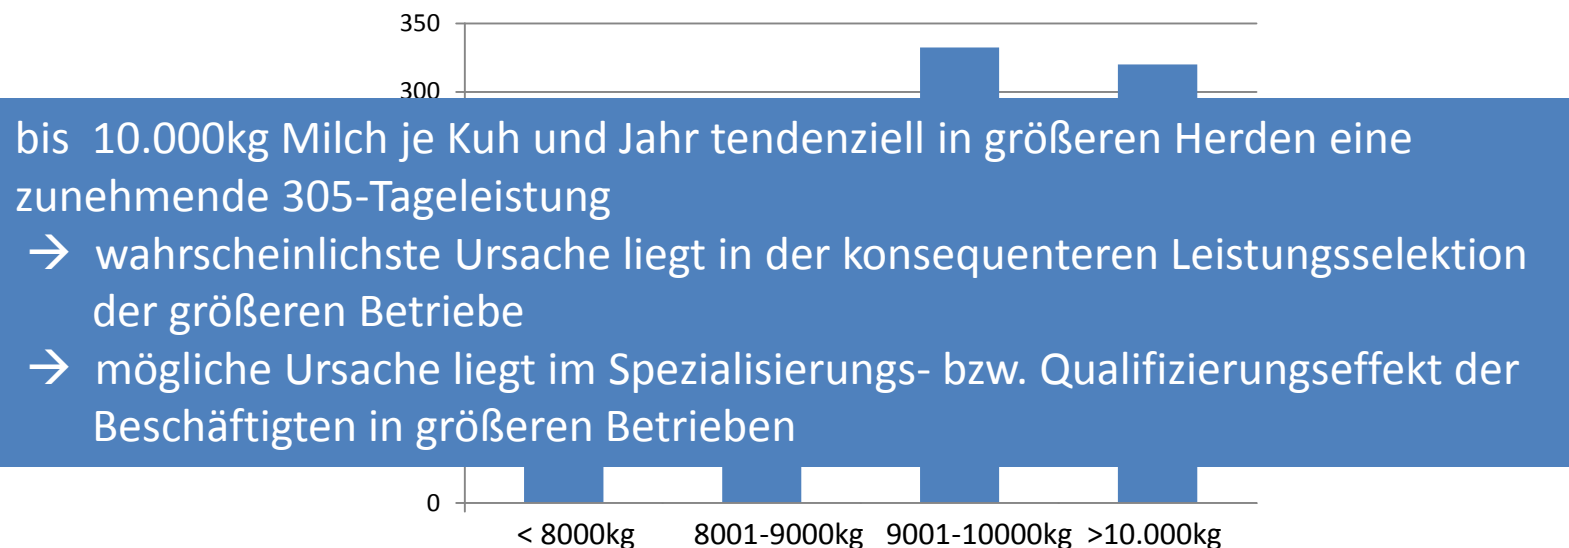 350
300
bis 10.000kg Milch je Kuh und Jahr tendenziell in größeren Herden eine
zunehmende 305-Tageleistung
→ wahrscheinlichste Ursache liegt in der konsequenteren Leistungsselektion
der größeren Betriebe
→ mögliche Ursache liegt im Spezialisierungs- bzw. Qualifizierungseffekt der
Beschäftigten in größeren Betrieben
0
< 8000kg 8001-9000kg 9001-10000kg >10.000kg